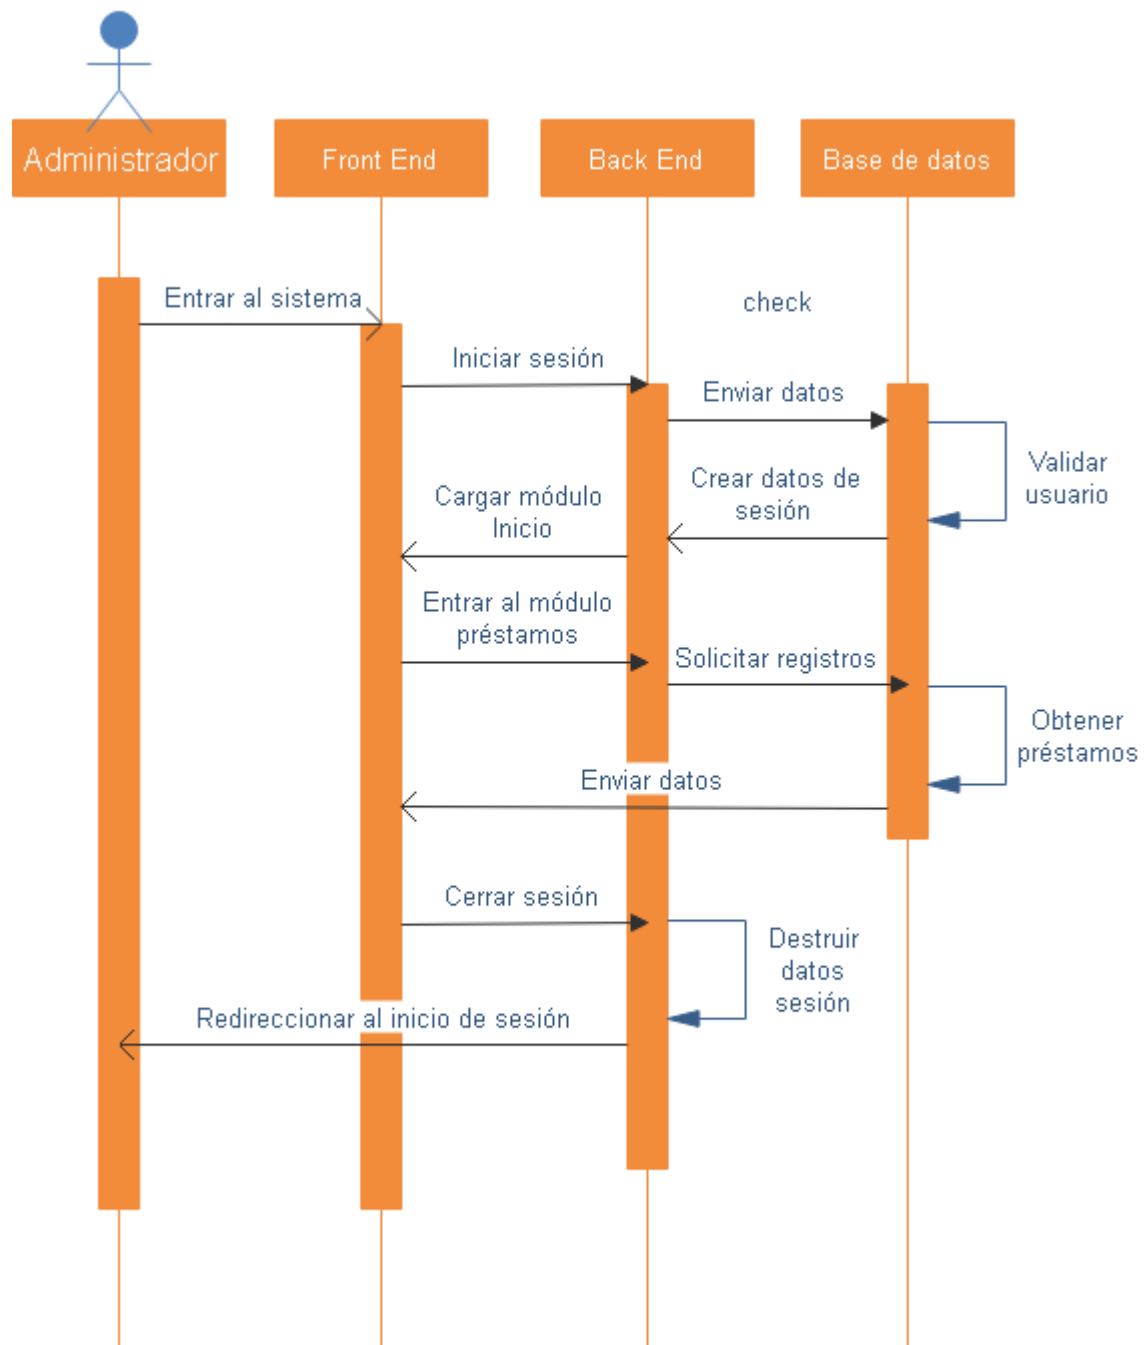 Administrador
Front End
Back End
Base de datos
Entrar al sistema
check
Iniciar sesión
Enviar datos
Validar
usuario
Crear datos de
sesión
Cargar módulo
Inicio
Entrar al módulo
préstamos
Solicitar registros
Obtener
préstamos
Enviar datos
Cerrar sesión
Destruir
datos
sesión
Redireccionar al inicio de sesión